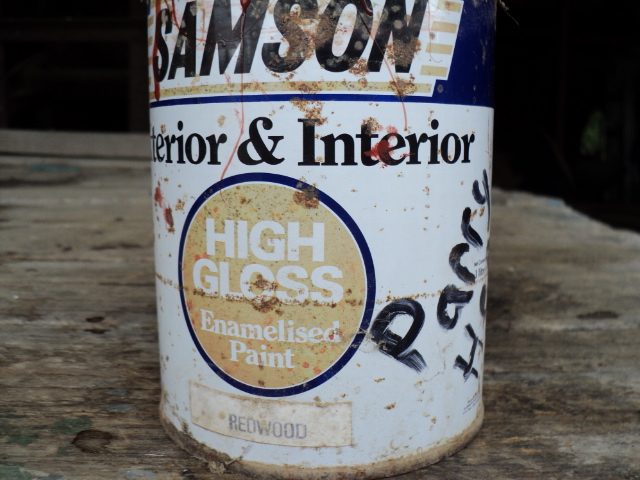 SAMSON
terior & Interior
HIGH
GLOSS
Enamelised
Paint
REDWOOD